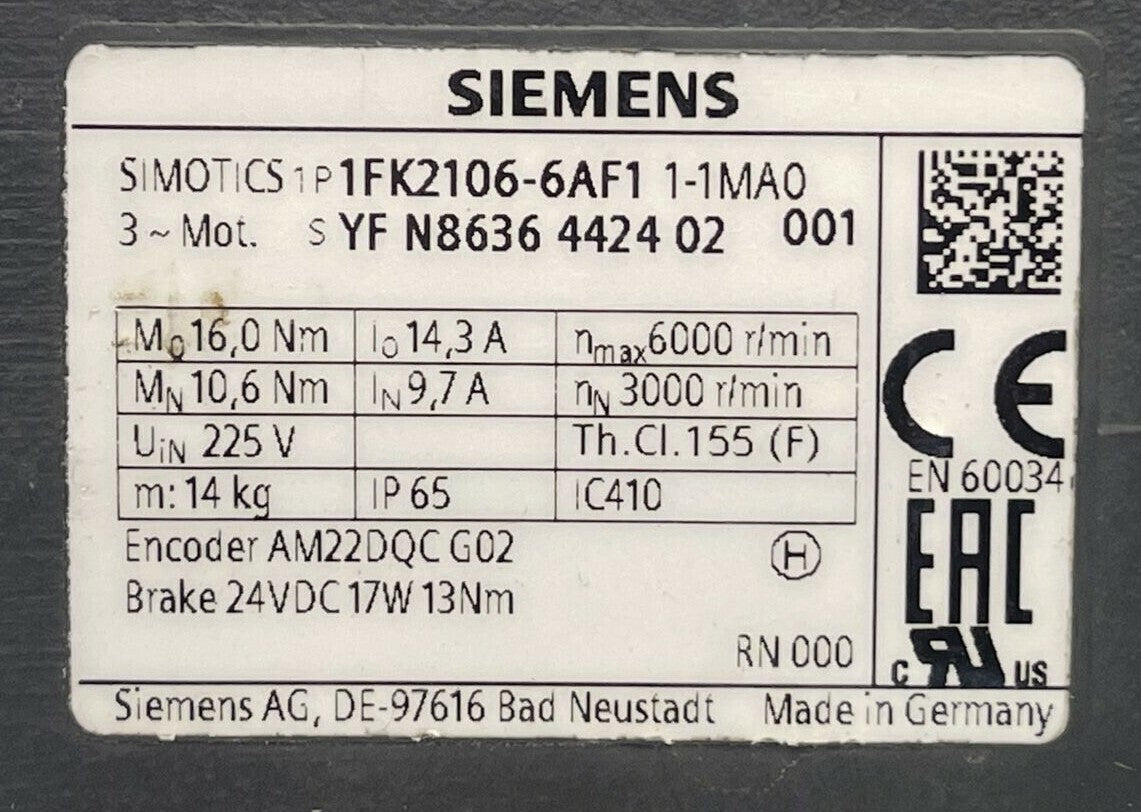 SIEMENS
SIMOTICS 1P 1FK2106-6AF1 1-1MA0
3 ~ Mot. S YF N8636 4424 02 001
M0 16,0 Nm I0 14,3 A nmax 6000 r/min
MN 10,6 Nm IN 9,7 A nN 3000 r/min
UiN 225 V Th.Cl.155 (F)
m: 14 kg IP 65 IC410
CE
EN 60034
Encoder AM22DQC G02 H
Brake 24VDC 17W 13Nm
EAC
RN 000
c RU US
Siemens AG, DE-97616 Bad Neustadt Made in Germany